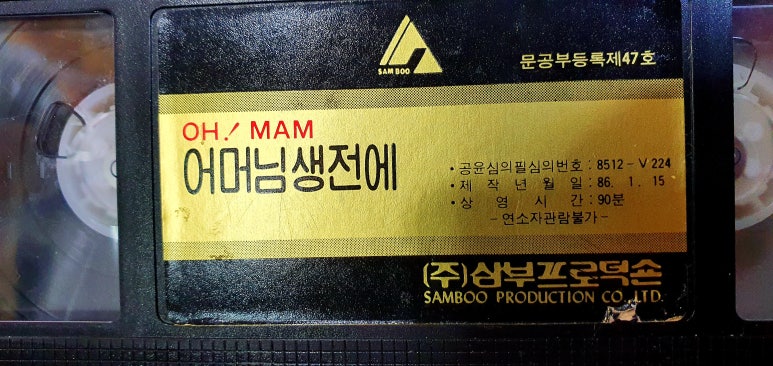 SAM BOO
문공부등록제47호
OH! MAM
어머님생전에
• 공윤심의필심의번호 : 8512-V224
• 제작년월일 : 86. 1. 15
• 상영시간 : 90분
- 연소자관람불가 -
(주)삼부프로덕숀
SAMBOO PRODUCTION CO.,LTD.